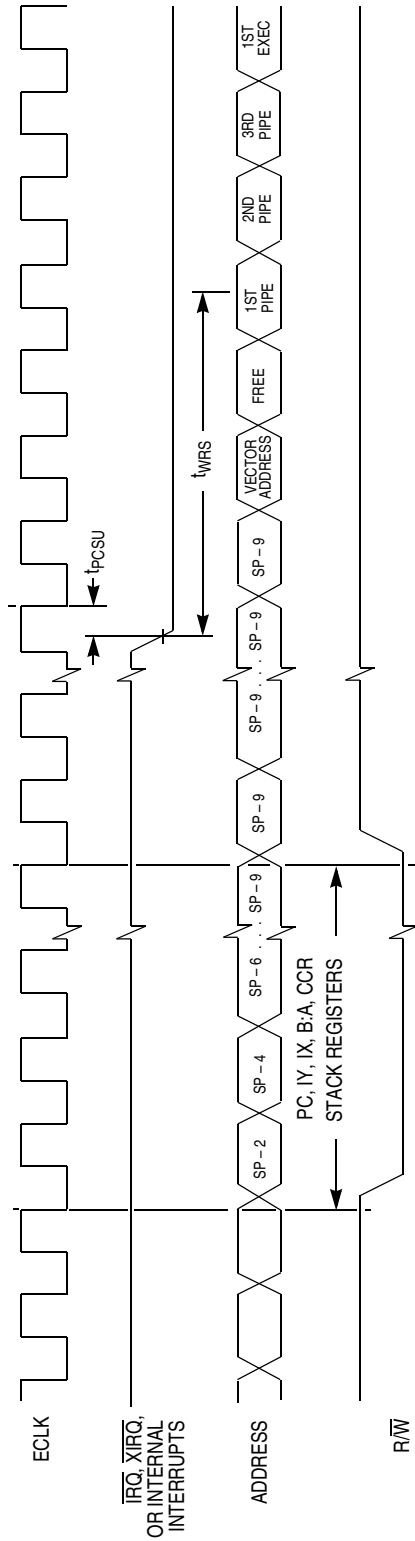 ECLK
t PCSU
IRQ, XIRQ,
OR INTERNAL
INTERRUPTS
t WRS
ADDRESS
SP – 2
SP – 4
SP – 6 . . . SP – 9
SP – 9
SP – 9 . . . SP – 9
SP – 9
VECTOR
ADDRESS
FREE
1ST
PIPE
2ND
PIPE
3RD
PIPE
1ST
EXEC
PC, IY, IX, B:A, CCR
STACK REGISTERS
R/W